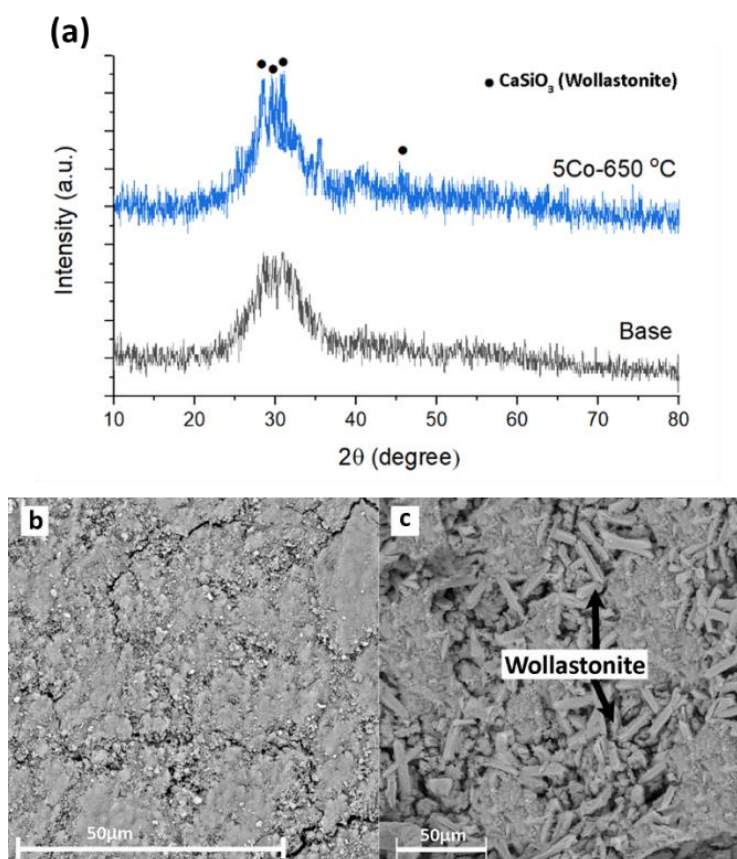 (a)
● CaSiO₃ (Wollastonite)
5Co-650 °C
Base
Intensity (a.u.)
10 20 30 40 50 60 70 80
2θ (degree)
b
c
Wollastonite
50μm
50μm